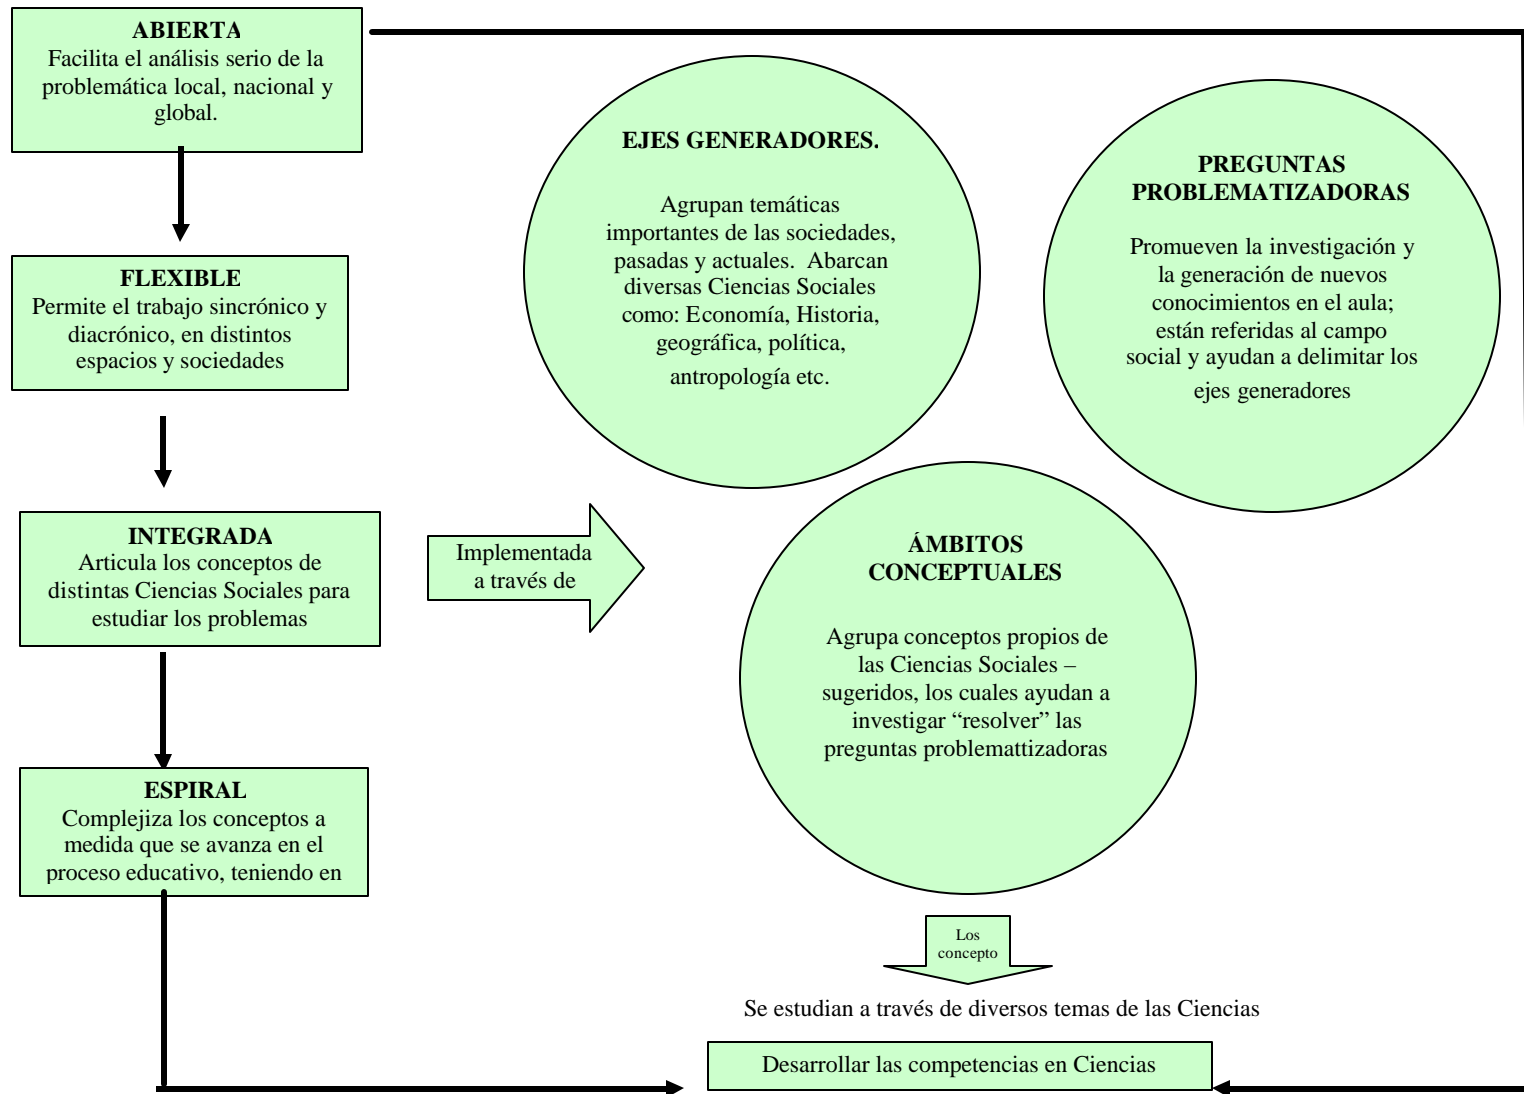 ABIERTA
Facilita el análisis serio de la
problemática local, nacional y
global.
FLEXIBLE
Permite el trabajo sincrónico y
diacrónico, en distintos
espacios y sociedades
INTEGRADA
Articula los conceptos de
distintas Ciencias Sociales para
estudiar los problemas
ESPIRAL
Complejiza los conceptos a
medida que se avanza en el
proceso educativo, teniendo en
Implementada
a través de
EJES GENERADORES.
Agrupan temáticas
importantes de las sociedades,
pasadas y actuales. Abarcan
diversas Ciencias Sociales
como: Economía, Historia,
geográfica, política,
antropología etc.
PREGUNTAS
PROBLEMATIZADORAS
Promueven la investigación y
la generación de nuevos
conocimientos en el aula;
están referidas al campo
social y ayudan a delimitar los
ejes generadores
ÁMBITOS
CONCEPTUALES
Agrupa conceptos propios de
las Ciencias Sociales –
sugeridos, los cuales ayudan a
investigar “resolver” las
preguntas problemattizadoras
Los
concepto
Se estudian a través de diversos temas de las Ciencias
Desarrollar las competencias en Ciencias